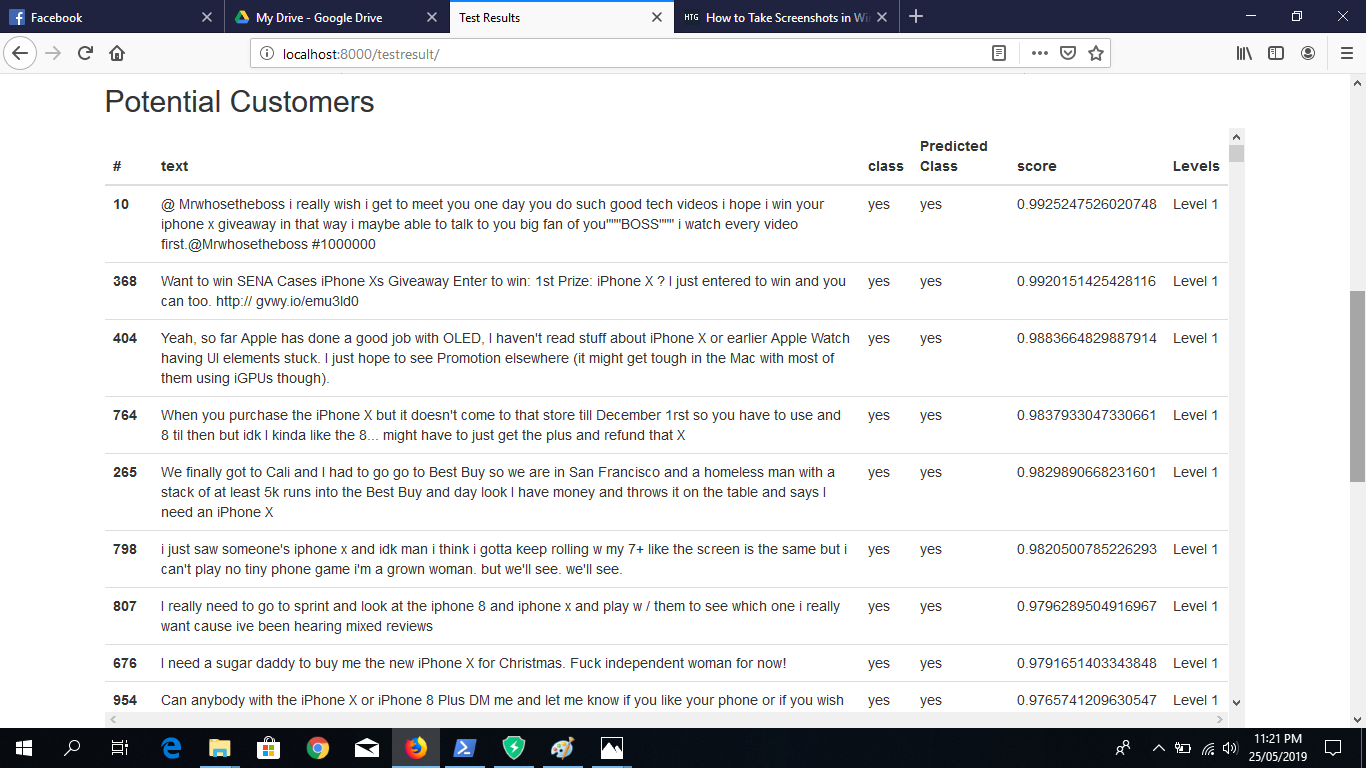 Facebook
My Drive - Google Drive
Test Results
HTG How to Take Screenshots in Wi
localhost:8000/testresult/
Potential Customers
# text class Predicted Class score Levels
10 @ Mrwhosetheboss i really wish i get to meet you one day you do such good tech videos i hope i win your yes yes 0.9925247526020748 Level 1
iphone x giveaway in that way i maybe able to talk to you big fan of you""""BOSS"""" i watch every video
first.@Mrwhosetheboss #1000000
368 Want to win SENA Cases iPhone Xs Giveaway Enter to win: 1st Prize: iPhone X ? I just entered to win and you yes yes 0.9920151425428116 Level 1
can too. http:// gvwy.io/emu3ld0
404 Yeah, so far Apple has done a good job with OLED, I haven't read stuff about iPhone X or earlier Apple Watch yes yes 0.9883664829887914 Level 1
having UI elements stuck. I just hope to see Promotion elsewhere (it might get tough in the Mac with most of
them using iGPUs though).
764 When you purchase the iPhone X but it doesn't come to that store till December 1rst so you have to use and yes yes 0.9837933047330661 Level 1
8 til then but idk I kinda like the 8... might have to just get the plus and refund that X
265 We finally got to Cali and I had to go go to Best Buy so we are in San Francisco and a homeless man with a yes yes 0.9829890668231601 Level 1
stack of at least 5k runs into the Best Buy and day look I have money and throws it on the table and says I
need an iPhone X
798 i just saw someone's iphone x and idk man i think i gotta keep rolling w my 7+ like the screen is the same but i yes yes 0.9820500785226293 Level 1
can't play no tiny phone game i'm a grown woman. but we'll see. we'll see.
807 I really need to go to sprint and look at the iphone 8 and iphone x and play w / them to see which one i really yes yes 0.9796289504916967 Level 1
want cause ive been hearing mixed reviews
676 I need a sugar daddy to buy me the new iPhone X for Christmas. Fuck independent woman for now! yes yes 0.9791651403343848 Level 1
954 Can anybody with the iPhone X or iPhone 8 Plus DM me and let me know if you like your phone or if you wish yes yes 0.9765741209630547 Level 1
11:21 PM
25/05/2019